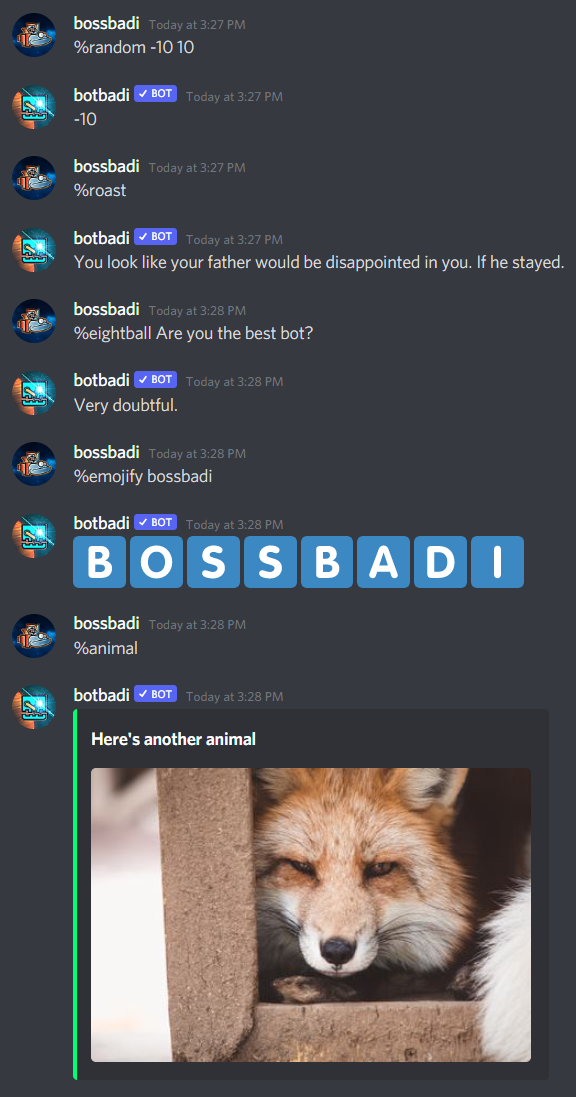 bossbadi Today at 3:27 PM
%random -10 10
botbadi ✓ BOT Today at 3:27 PM
-10
bossbadi Today at 3:27 PM
%roast
botbadi ✓ BOT Today at 3:27 PM
You look like your father would be disappointed in you. If he stayed.
bossbadi Today at 3:28 PM
%eightball Are you the best bot?
botbadi ✓ BOT Today at 3:28 PM
Very doubtful.
bossbadi Today at 3:28 PM
%emojify bossbadi
botbadi ✓ BOT Today at 3:28 PM
B O S S B A D I
bossbadi Today at 3:28 PM
%animal
botbadi ✓ BOT Today at 3:28 PM
Here's another animal